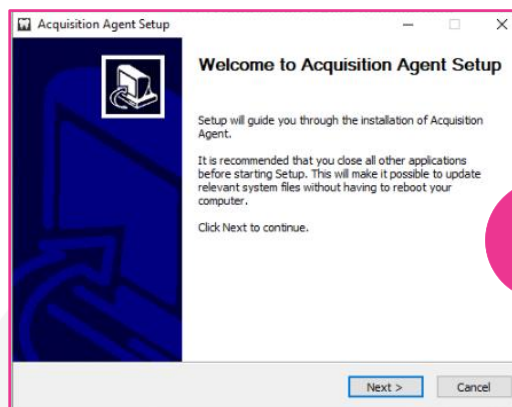 Acquisition Agent Setup
Welcome to Acquisition Agent Setup
Setup will guide you through the installation of Acquisition
Agent.
It is recommended that you close all other applications
before starting Setup. This will make it possible to update
relevant system files without having to reboot your
computer.
Click Next to continue.
Next >
Cancel